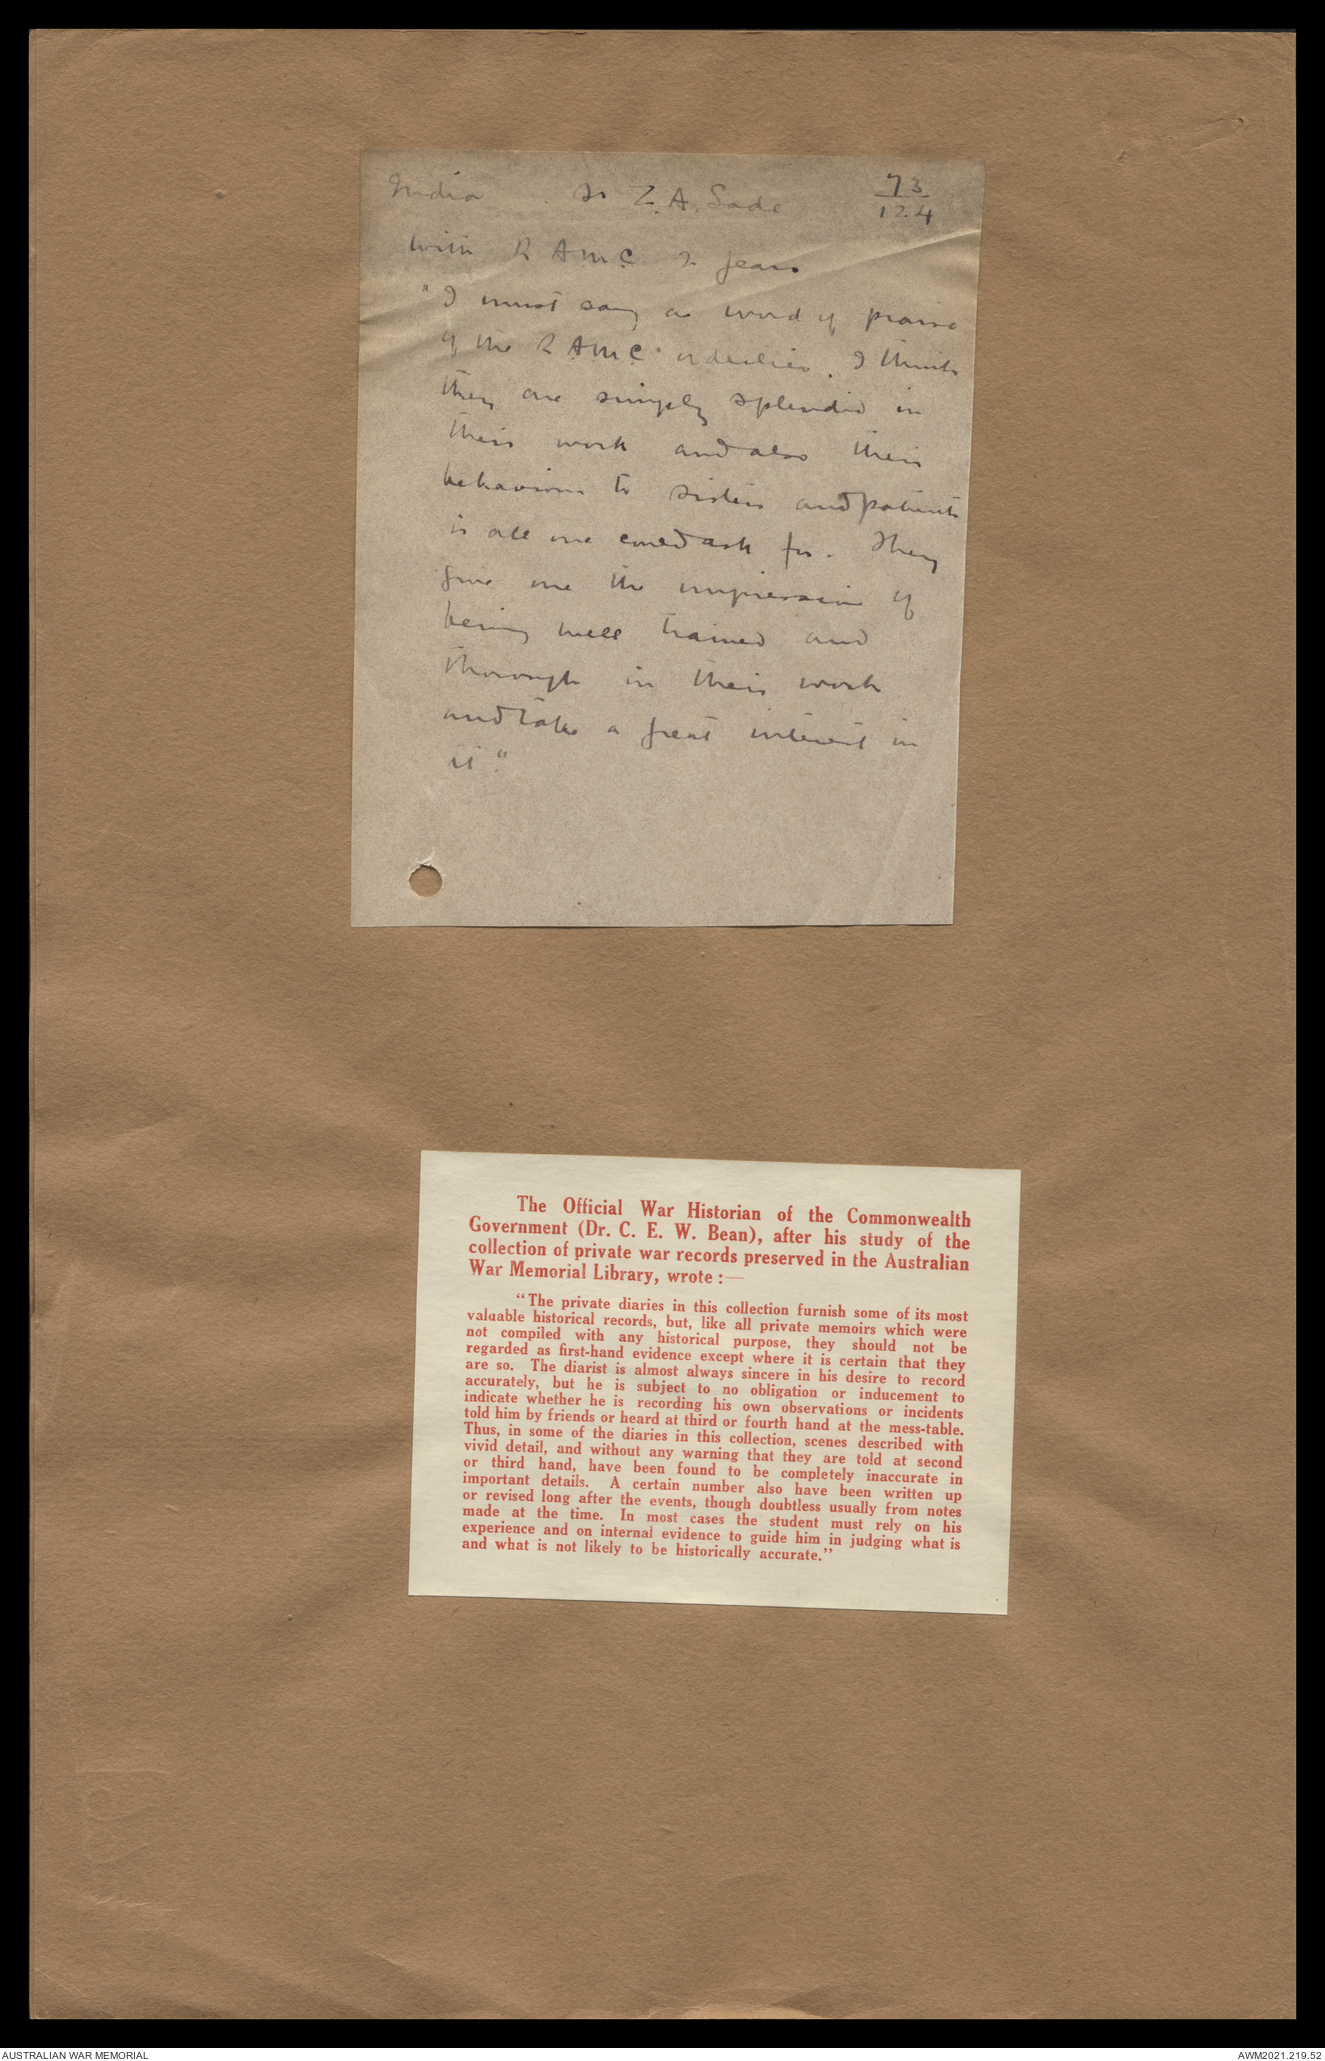 India Sr Z.A. Sade 73/124
with R A.M.C. 2 years
"I must say a word of praise
of the R A.M.C. orderlies. I think
they are simply splendid in
their work and also their
behaviour to sisters and patients
is all one could ask for. They
give me the impression of
being well trained and
thorough in their work
and take a great interest in
it."
The Official War Historian of the Commonwealth
Government (Dr. C. E. W. Bean), after his study of the
collection of private war records preserved in the Australian
War Memorial Library, wrote :—
“The private diaries in this collection furnish some of its most
valuable historical records, but, like all private memoirs which were
not compiled with any historical purpose, they should not be
regarded as first-hand evidence except where it is certain that they
are so. The diarist is almost always sincere in his desire to record
accurately, but he is subject to no obligation or inducement to
indicate whether he is recording his own observations or incidents
told him by friends or heard at third or fourth hand at the mess-table.
Thus, in some of the diaries in this collection, scenes described with
vivid detail, and without any warning that they are told at second
or third hand, have been found to be completely inaccurate in
important details. A certain number also have been written up
or revised long after the events, though doubtless usually from notes
made at the time. In most cases the student must rely on his
experience and on internal evidence to guide him in judging what is
and what is not likely to be historically accurate.”
AUSTRALIAN WAR MEMORIAL AWM2021.219.52